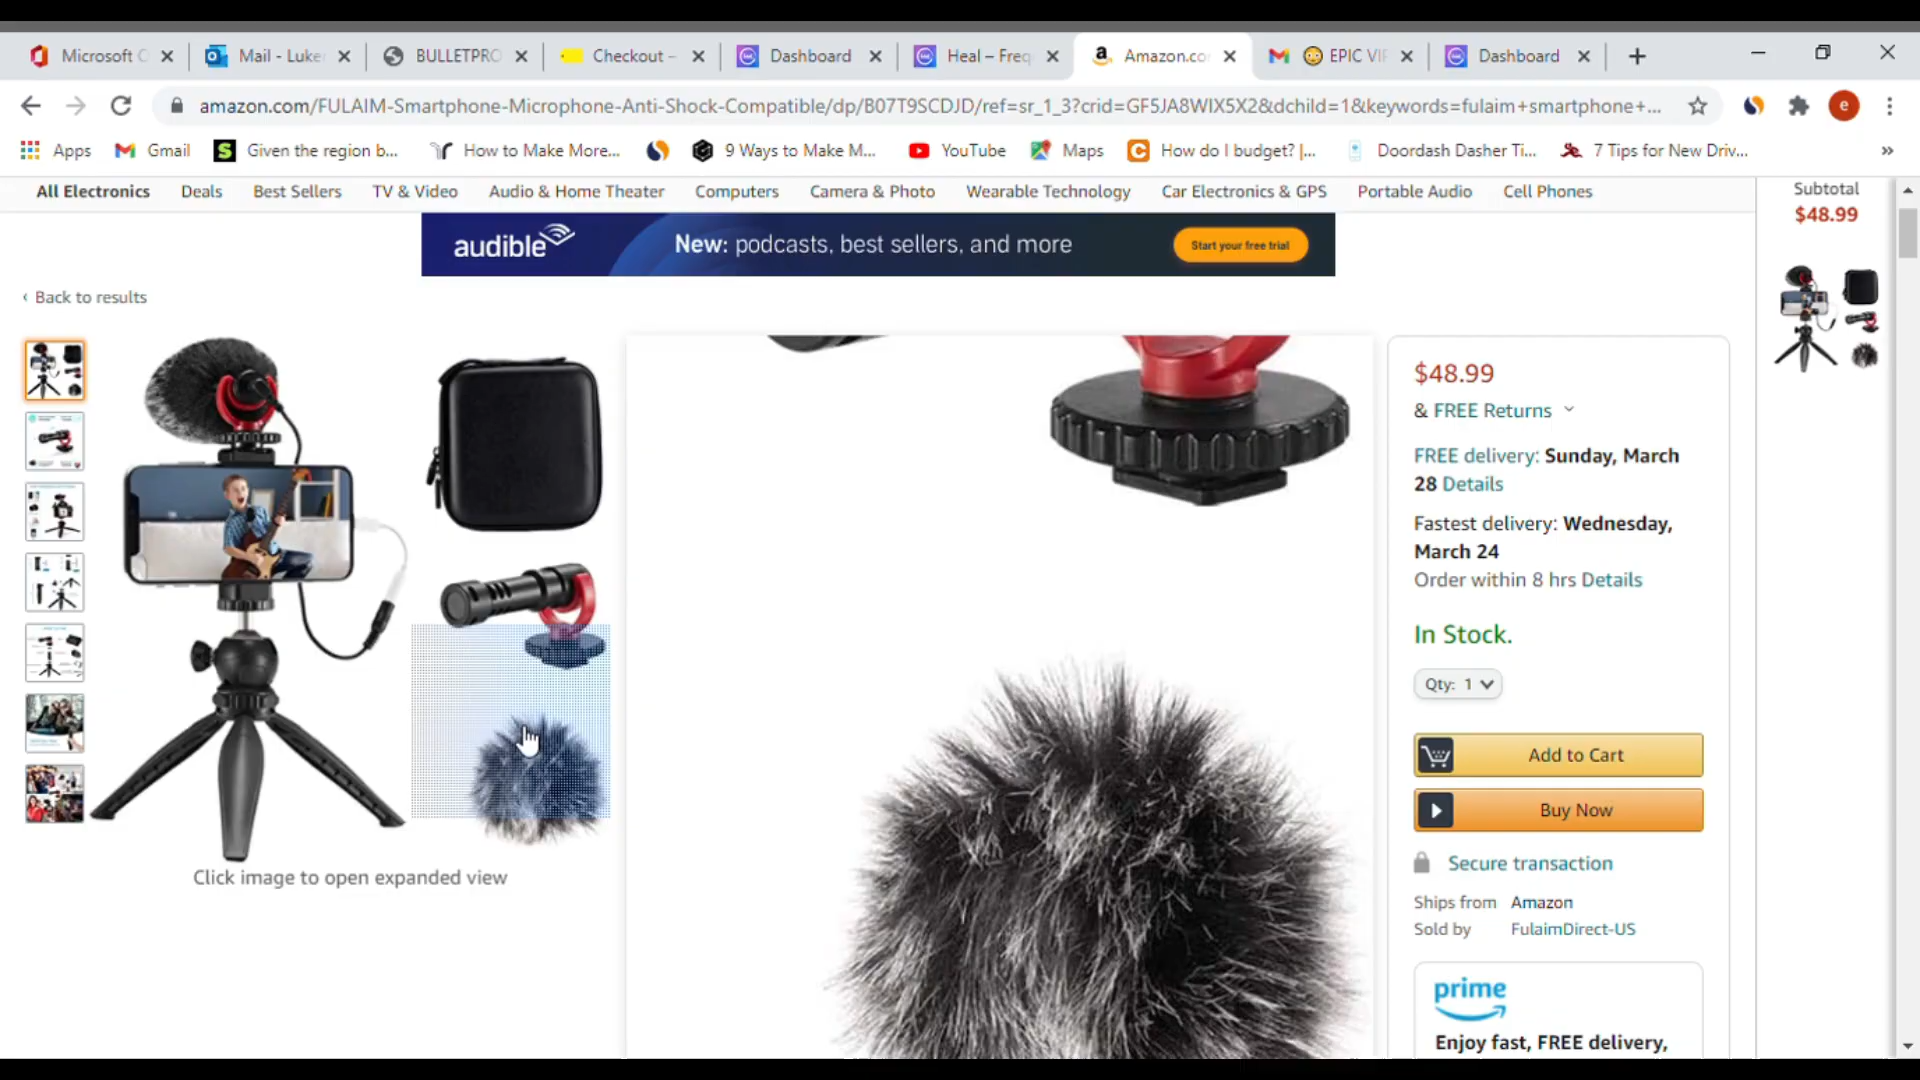 Microsoft O
Mail - Luke
BULLETPRO
Checkout –
Dashboard
Heal – Freq
Amazon.co
EPIC VI
Dashboard
amazon.com/FULAIM-Smartphone-Microphone-Anti-Shock-Compatible/dp/B07T9SCDJD/ref=sr_1_3?crid=GF5JA8WIX5X2&dchild=1&keywords=fulaim+smartphone+...
e
Apps
Gmail
Given the region b...
How to Make More...
9 Ways to Make M...
YouTube
Maps
How do I budget? |...
Doordash Dasher Ti...
7 Tips for New Driv...
»
All Electronics
Deals
Best Sellers
TV & Video
Audio & Home Theater
Computers
Camera & Photo
Wearable Technology
Car Electronics & GPS
Portable Audio
Cell Phones
Subtotal
$48.99
audible
New: podcasts, best sellers, and more
Start your free trial
‹ Back to results
Click image to open expanded view
$48.99
& FREE Returns
FREE delivery: Sunday, March
28 Details
Fastest delivery: Wednesday,
March 24
Order within 8 hrs Details
In Stock.
Qty: 1
Add to Cart
Buy Now
Secure transaction
Ships from Amazon
Sold by FulaimDirect-US
prime
Enjoy fast, FREE delivery,